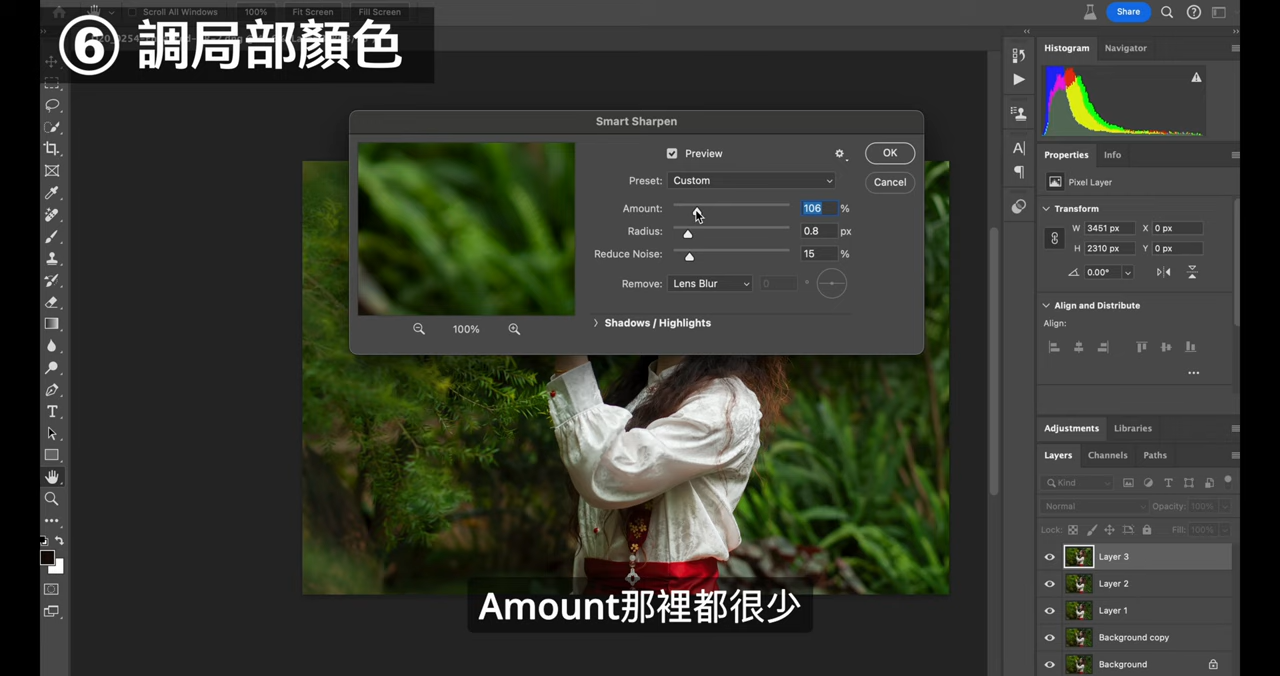 Scroll All Windows 100% Fit Screen Fill Screen
Share
⑥ 調局部顏色
Histogram Navigator
Smart Sharpen
Preview OK
Preset: Custom Cancel
Amount: 106 %
Radius: 0.8 px
Reduce Noise: 15 %
Remove: Lens Blur 0 °
Shadows / Highlights
100%
Properties Info
Pixel Layer
Transform
W 3451 px X 0 px
H 2310 px Y 0 px
0.00°
Align and Distribute
Align:
Adjustments Libraries
Layers Channels Paths
Kind
Normal Opacity: 100%
Lock: Fill: 100%
Layer 3
Layer 2
Layer 1
Background copy
Background
Amount那裡都很少